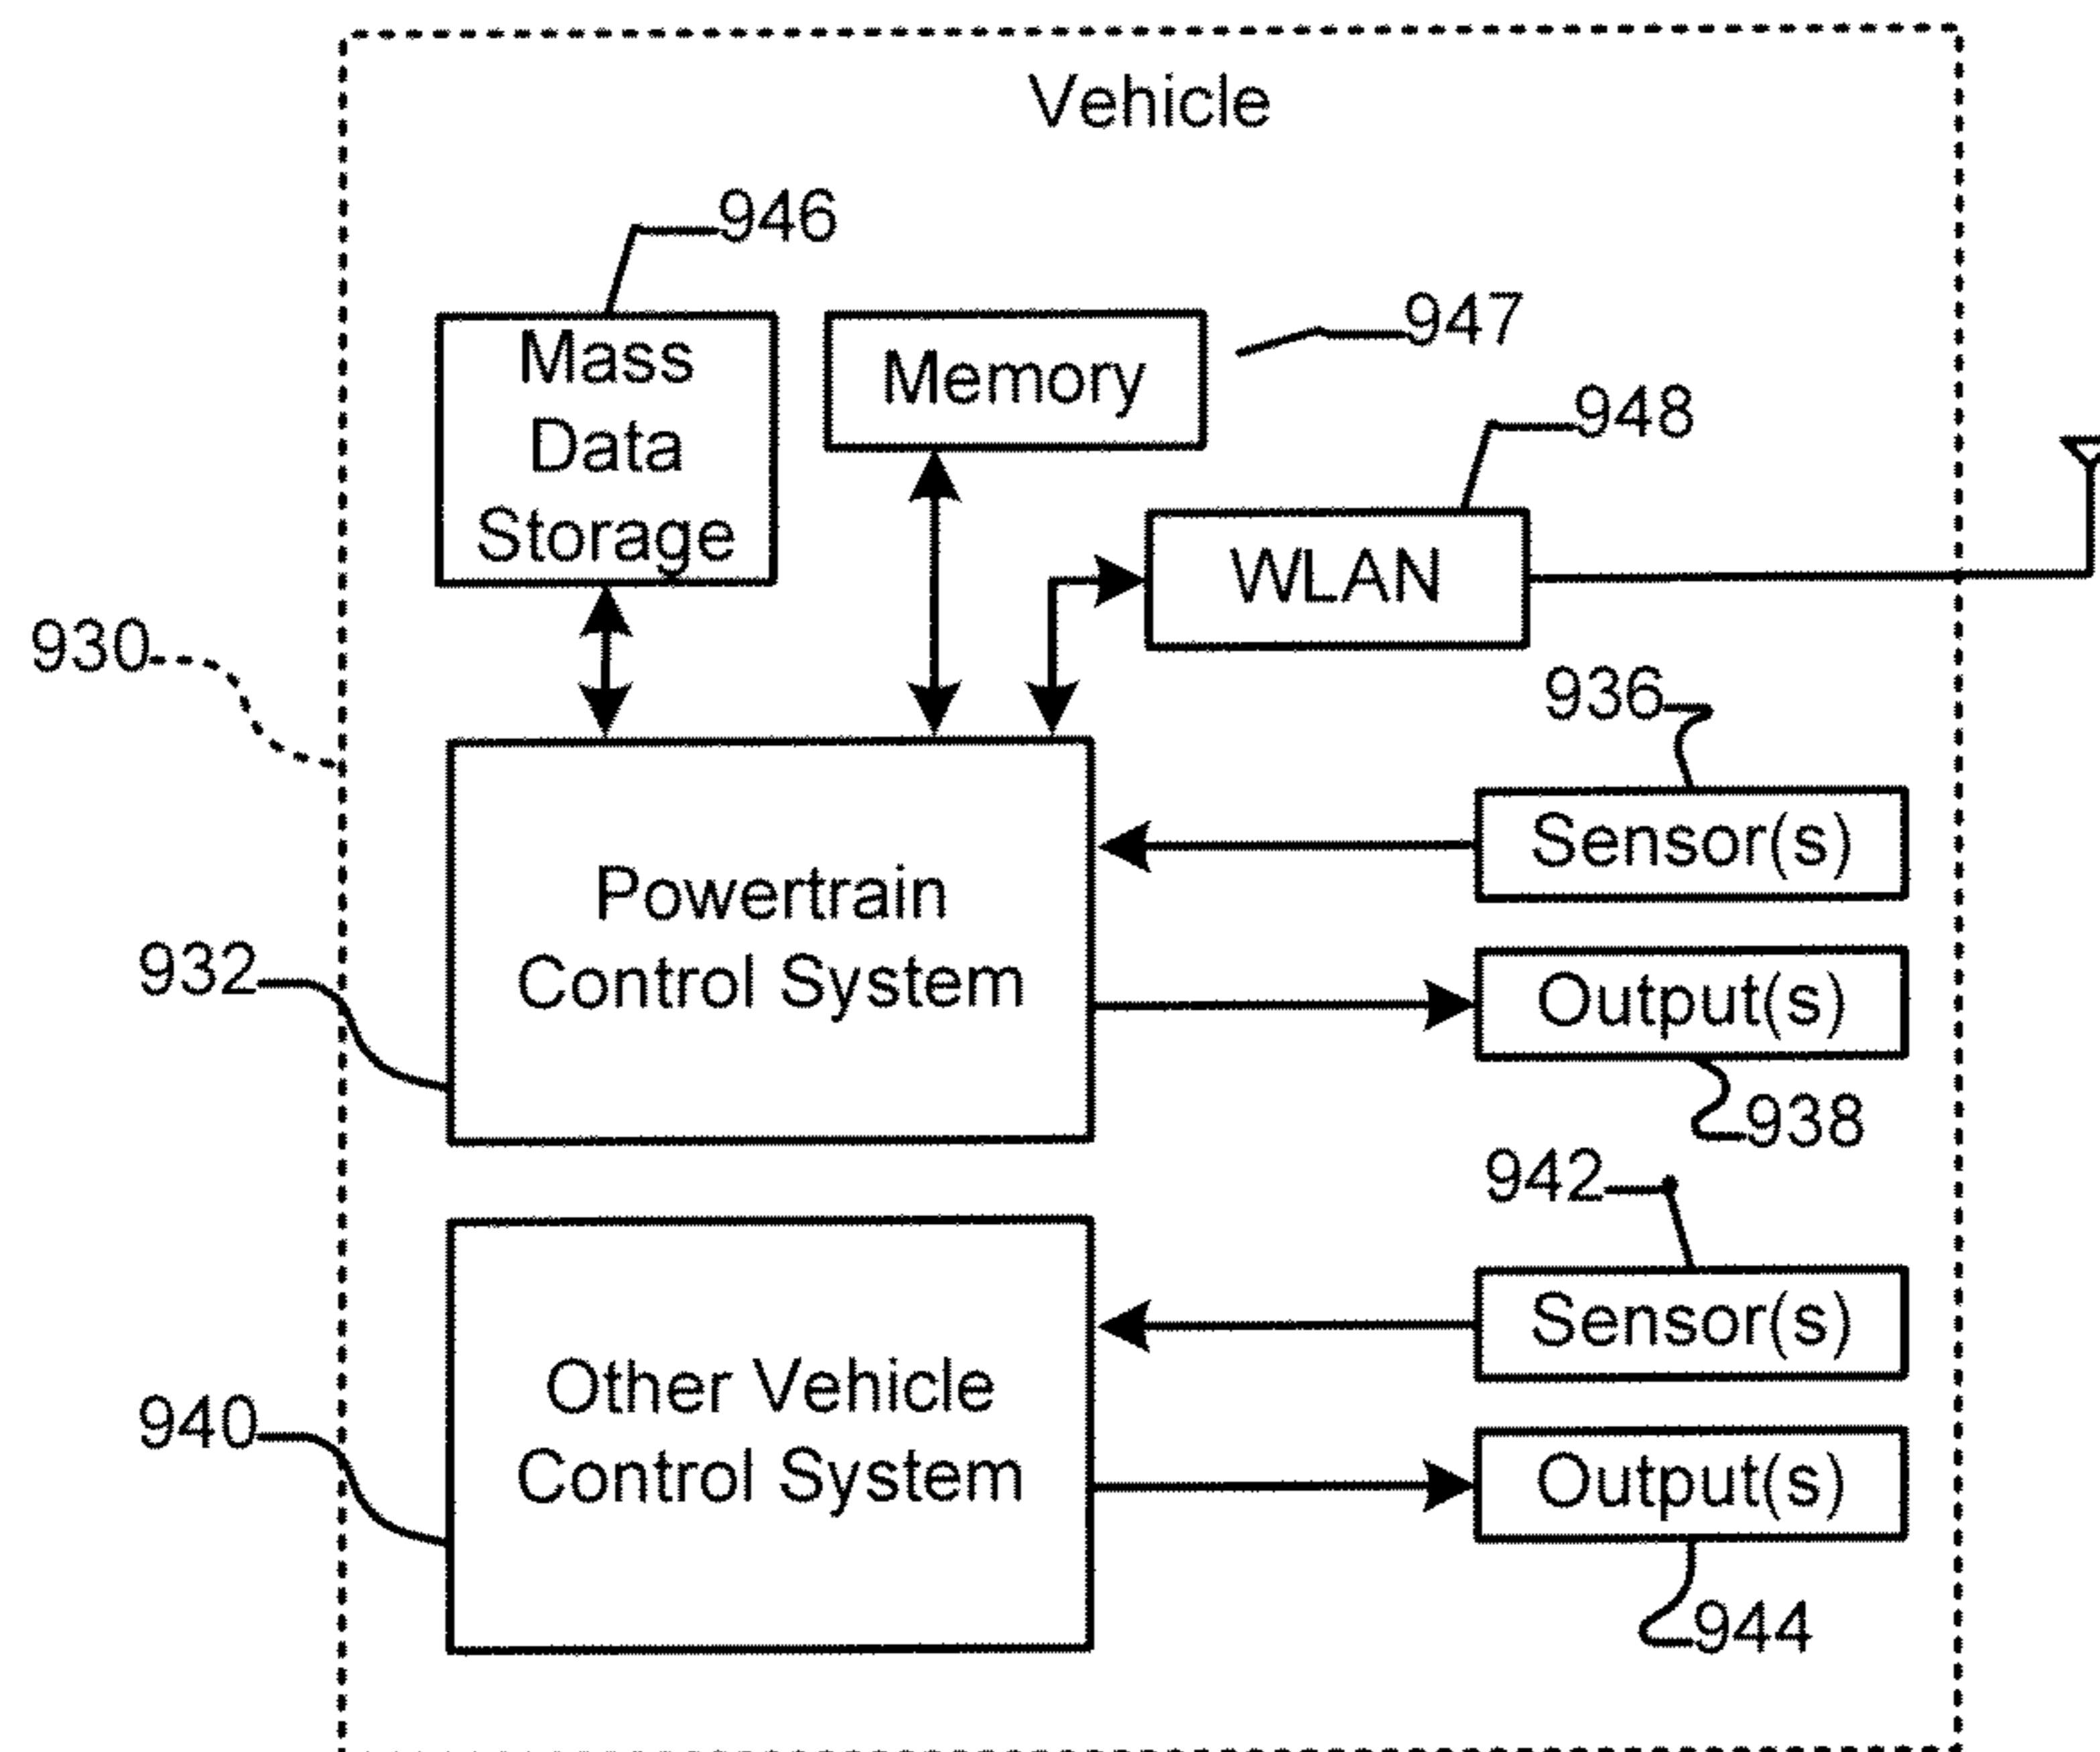 Vehicle
946
947
948
Mass
Data
Storage
Memory
WLAN
930
936
Sensor(s)
Powertrain
Control System
932
Output(s)
938
942
Sensor(s)
Other Vehicle
Control System
940
Output(s)
944